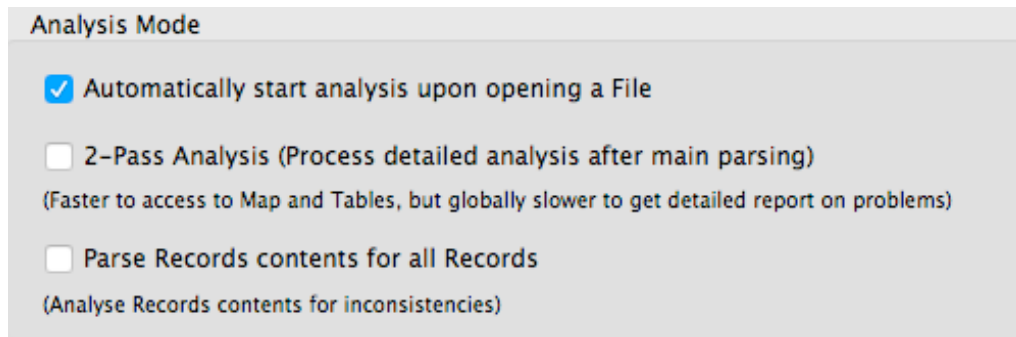 Analysis Mode
Automatically start analysis upon opening a File
2-Pass Analysis (Process detailed analysis after main parsing)
(Faster to access to Map and Tables, but globally slower to get detailed report on problems)
Parse Records contents for all Records
(Analyse Records contents for inconsistencies)